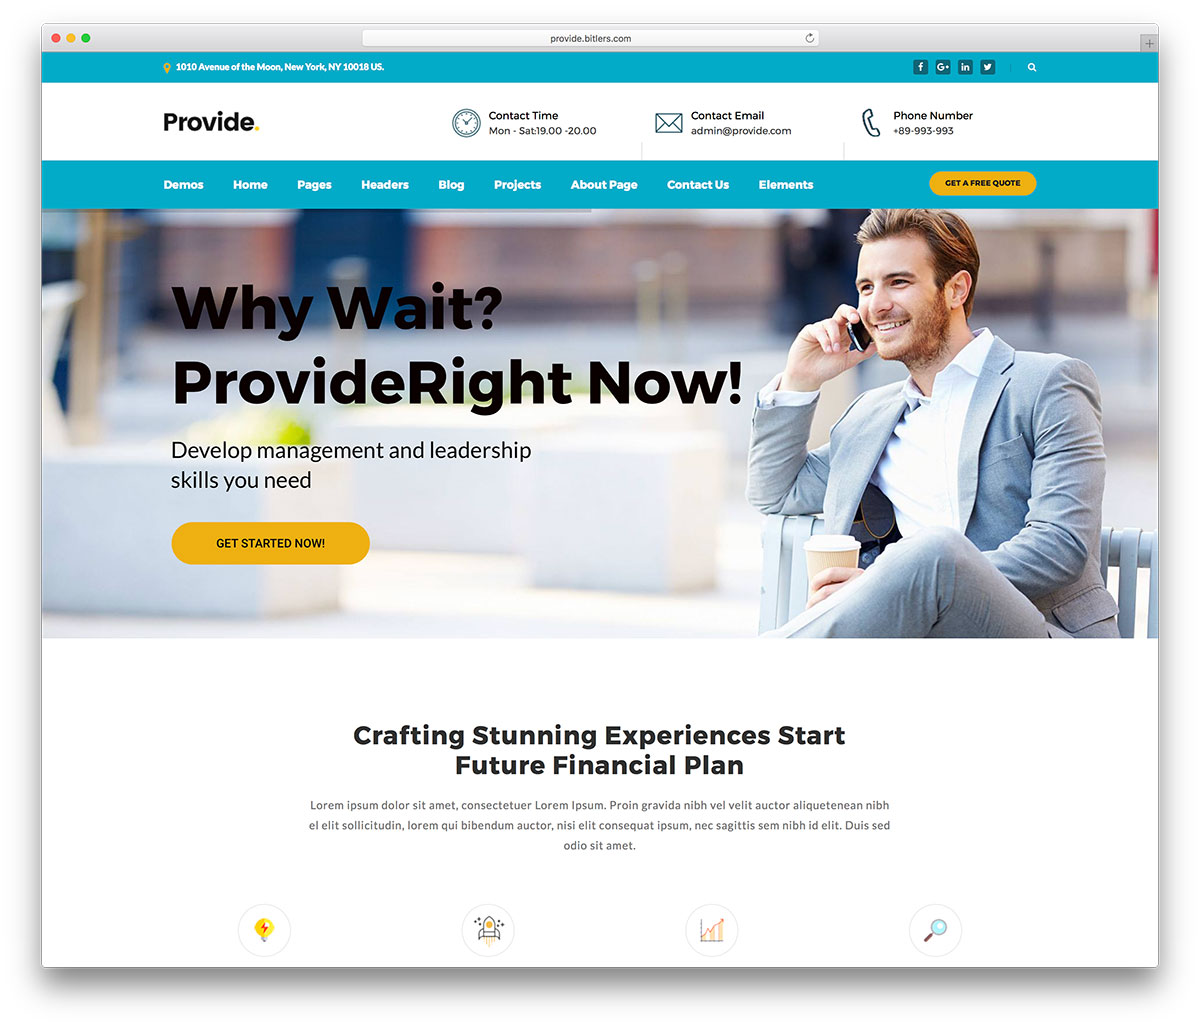 provide.bitlers.com
1010 Avenue of the Moon, New York, NY 10018 US.
Provide.
Contact Time
Mon - Sat:19.00 -20.00
Contact Email
admin@provide.com
Phone Number
+89-993-993
Demos Home Pages Headers Blog Projects About Page Contact Us Elements
GET A FREE QUOTE
Why Wait?
ProvideRight Now!
Develop management and leadership
skills you need
GET STARTED NOW!
Crafting Stunning Experiences Start
Future Financial Plan
Lorem ipsum dolor sit amet, consectetuer Lorem Ipsum. Proin gravida nibh vel velit auctor aliquetenean nibh
el elit sollicitudin, lorem qui bibendum auctor, nisi elit consequat ipsum, nec sagittis sem nibh id elit. Duis sed
odio sit amet.